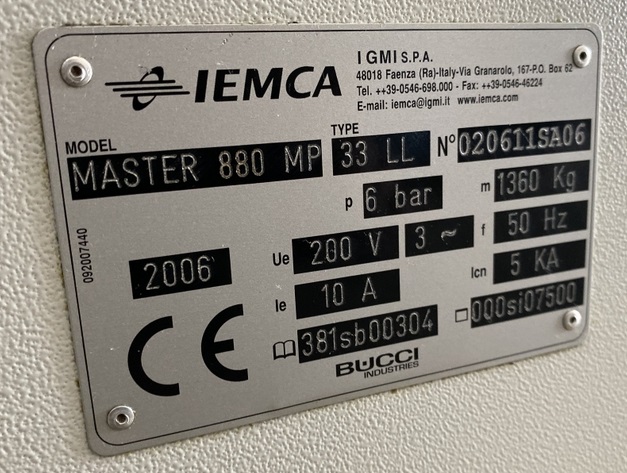 IEMCA
I GMI S.P.A.
48018 Faenza (Ra)-Italy-Via Granarolo, 167-P.O. Box 62
Tel. ++39-0546-698.000 - Fax: ++39-0546-46224
E-mail: iemca@igmi.it www.iemca.com
MODEL TYPE
MASTER 880 MP 33 LL N° 020611SA06
p 6 bar m 1360 Kg
Ue 200 V 3 ~ f 50 Hz
2006 Ie 10 A Icn 5 KA
381sb00304 000si07500
CE
BUCCI
INDUSTRIES
092007440